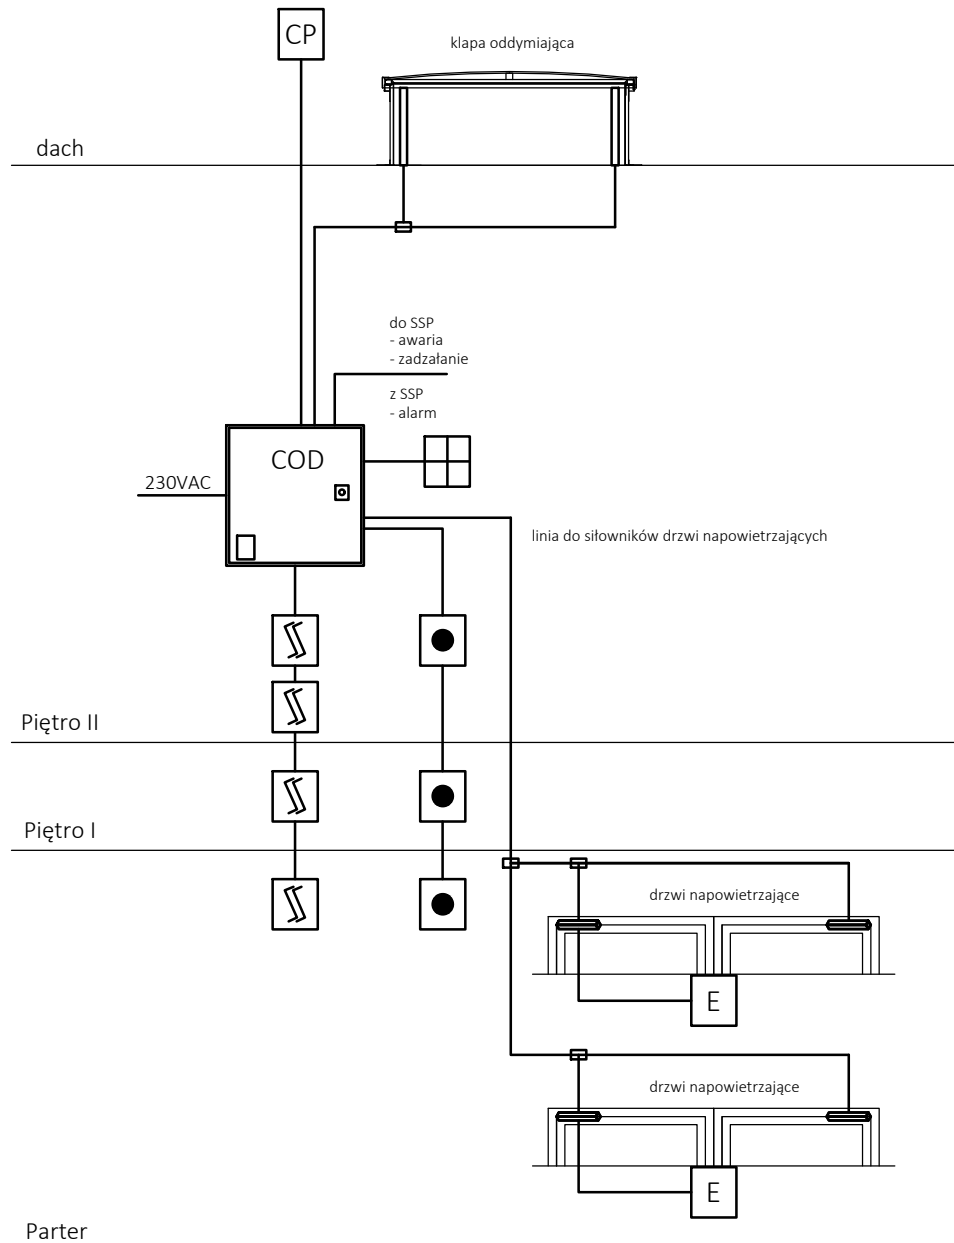 CP
klapa oddymiająca
dach
do SSP
- awaria
- zadzałanie
z SSP
- alarm
COD
230VAC
linia do siłowników drzwi napowietrzających
Piętro II
Piętro I
drzwi napowietrzające
E
drzwi napowietrzające
E
Parter